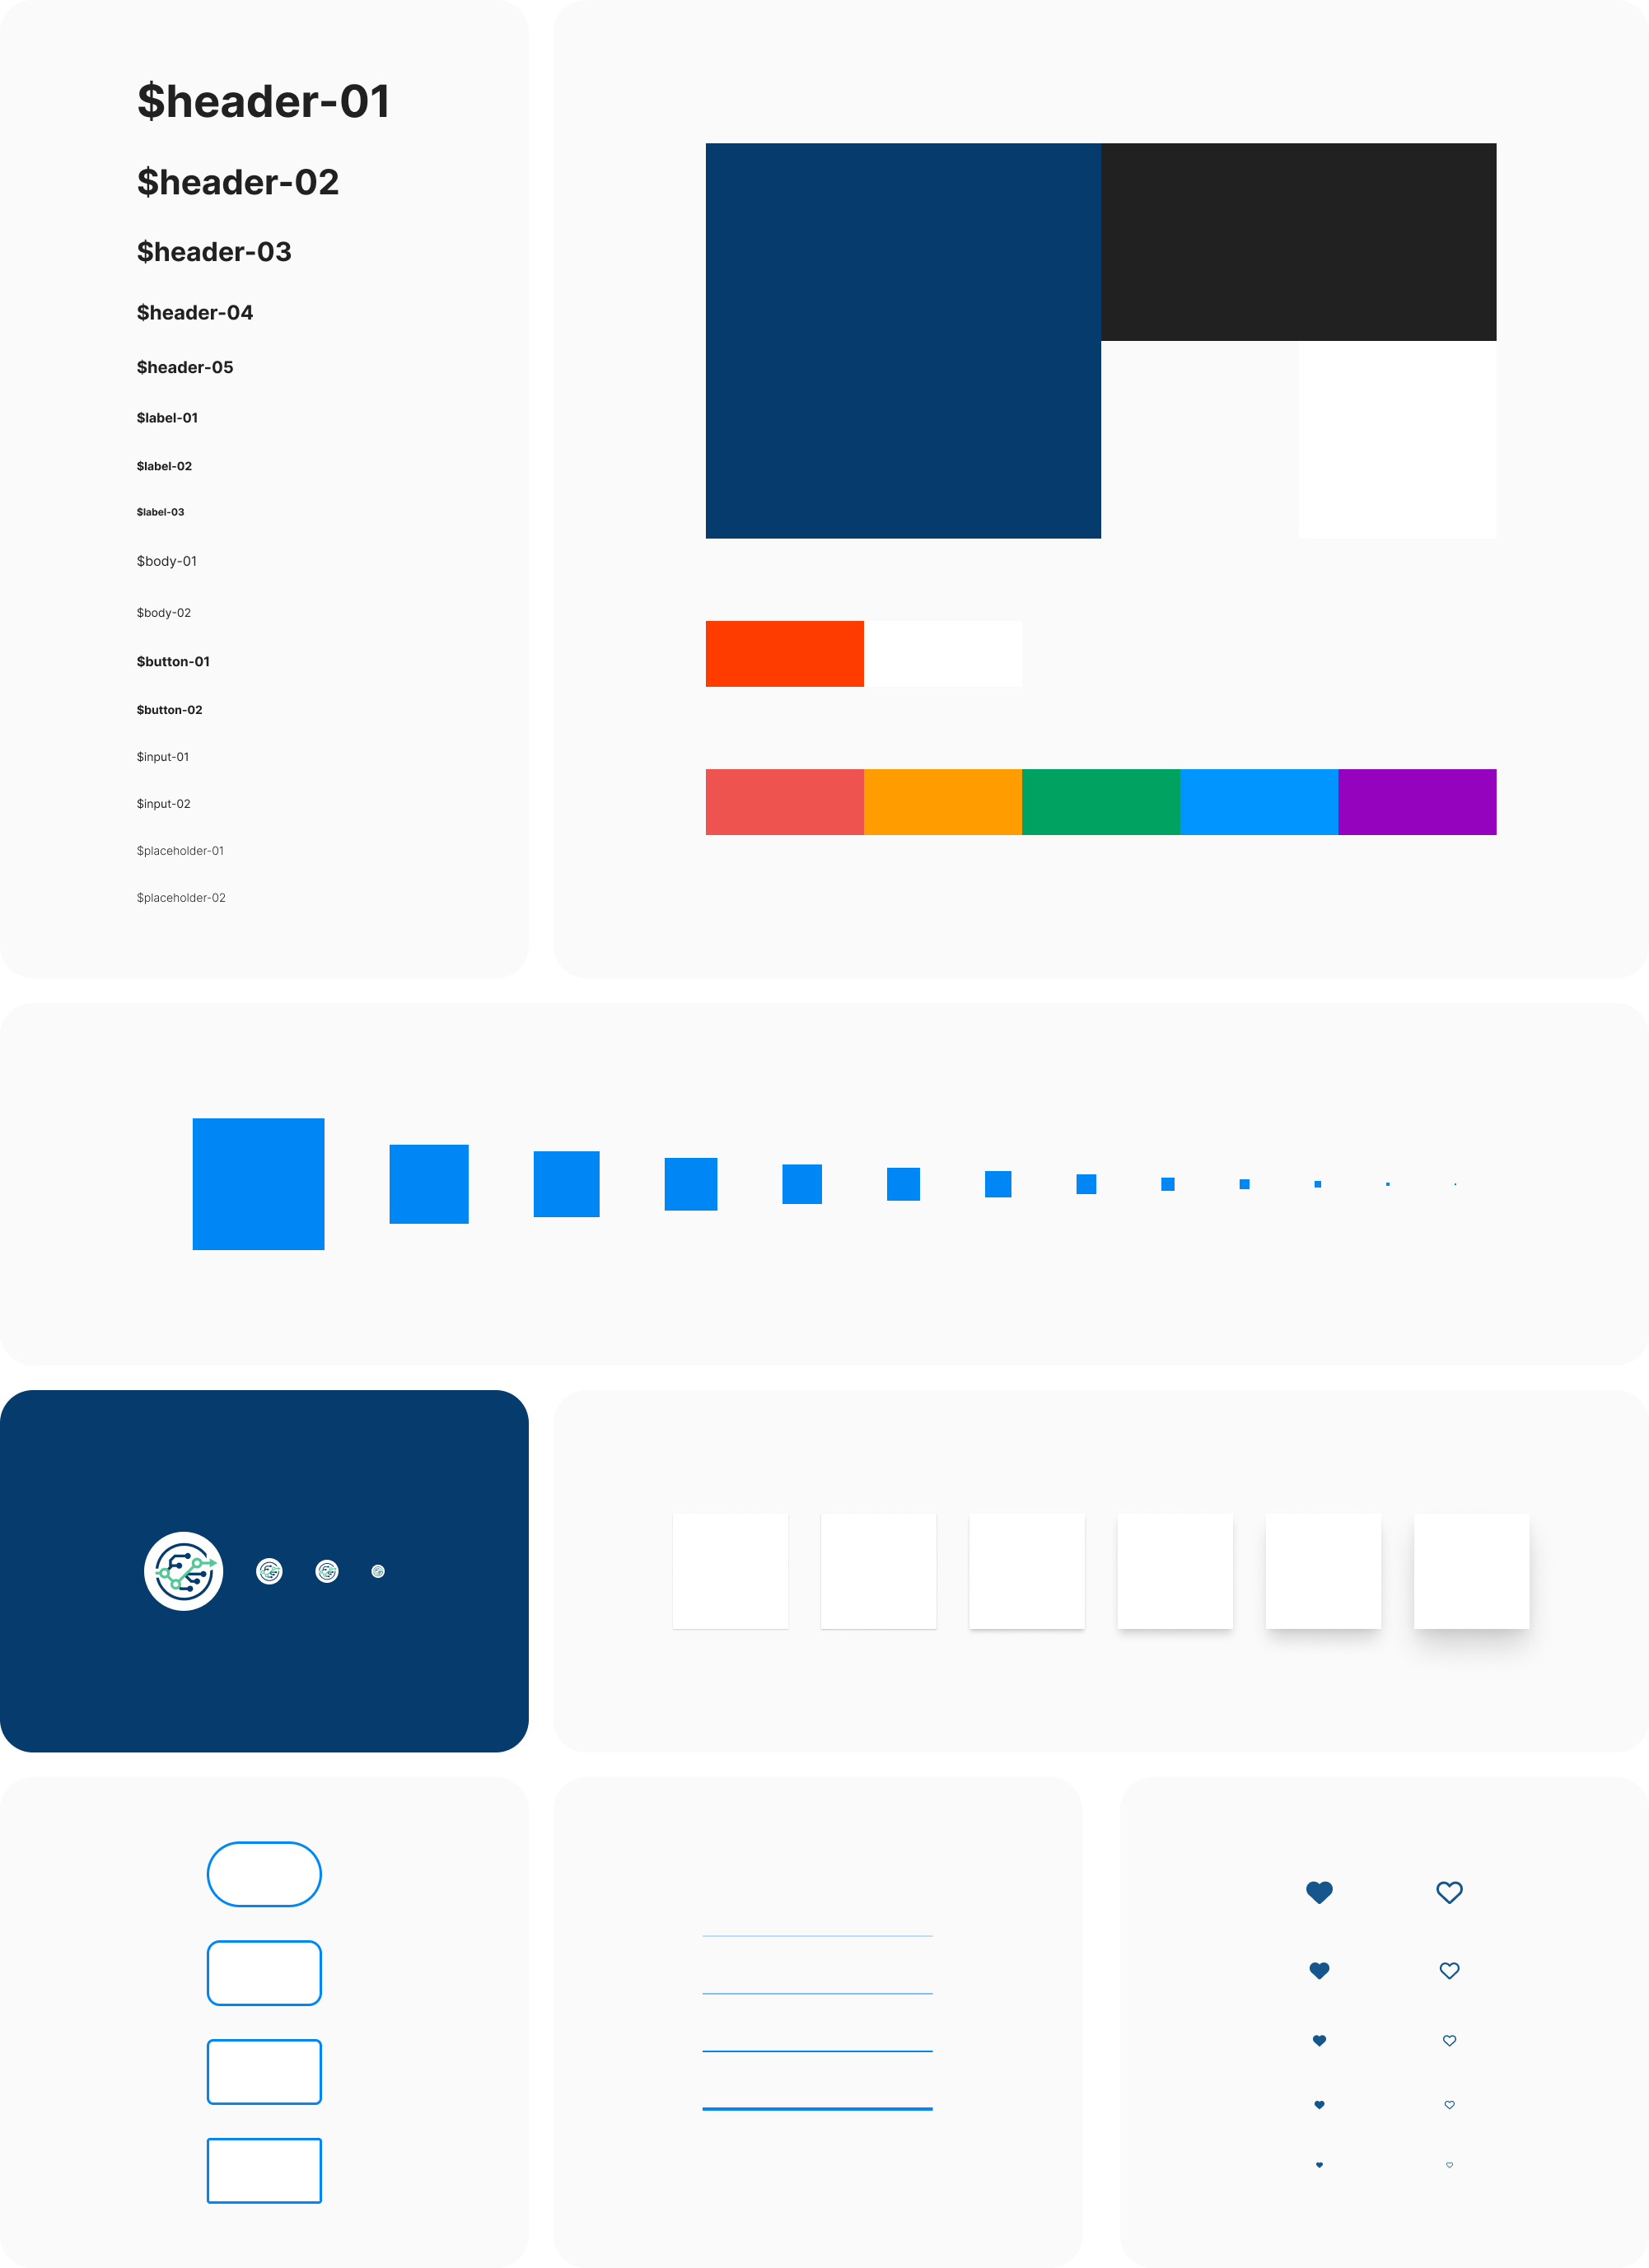 $header-01
$header-02
$header-03
$header-04
$header-05
$label-01
$label-02
$label-03
$body-01
$body-02
$button-01
$button-02
$input-01
$input-02
$placeholder-01
$placeholder-02